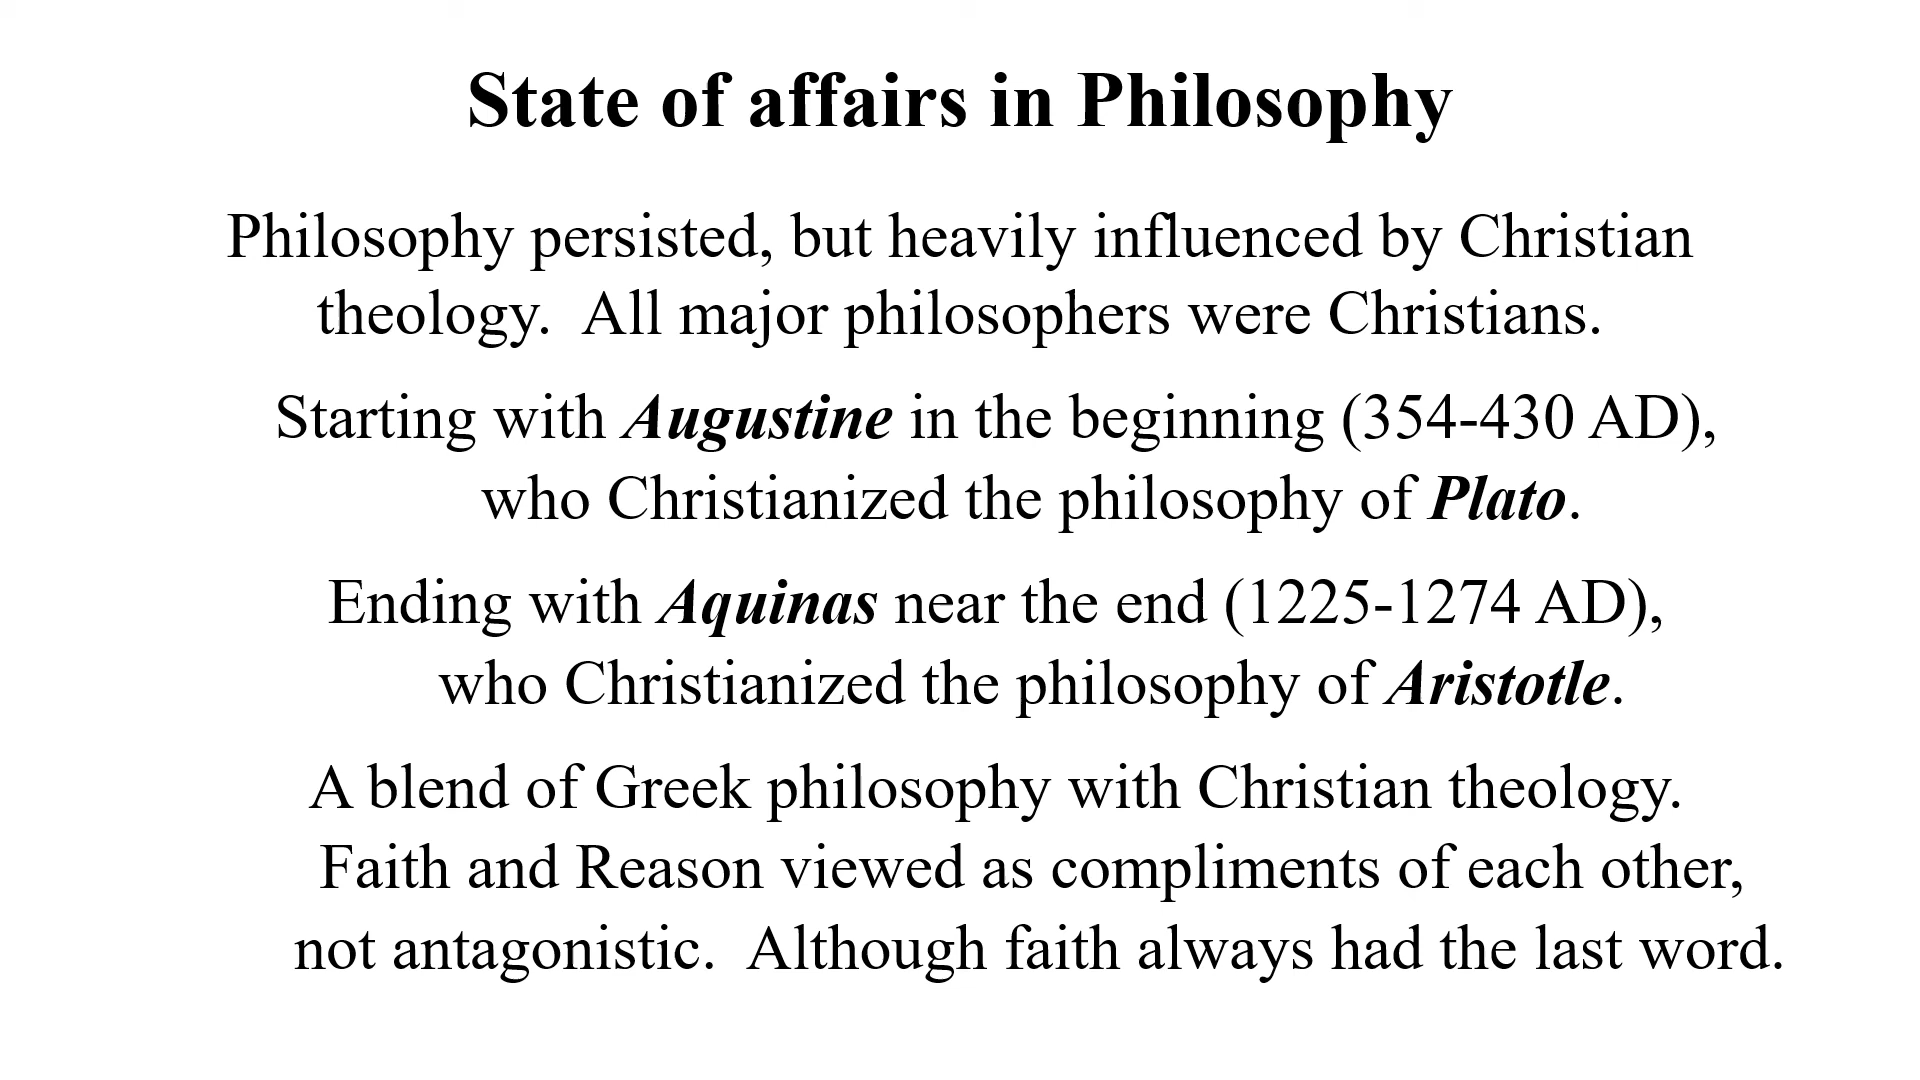 State of affairs in Philosophy
Philosophy persisted, but heavily influenced by Christian
theology.  All major philosophers were Christians.
Starting with Augustine in the beginning (354-430 AD),
who Christianized the philosophy of Plato.
Ending with Aquinas near the end (1225-1274 AD),
who Christianized the philosophy of Aristotle.
A blend of Greek philosophy with Christian theology.
Faith and Reason viewed as compliments of each other,
not antagonistic.  Although faith always had the last word.